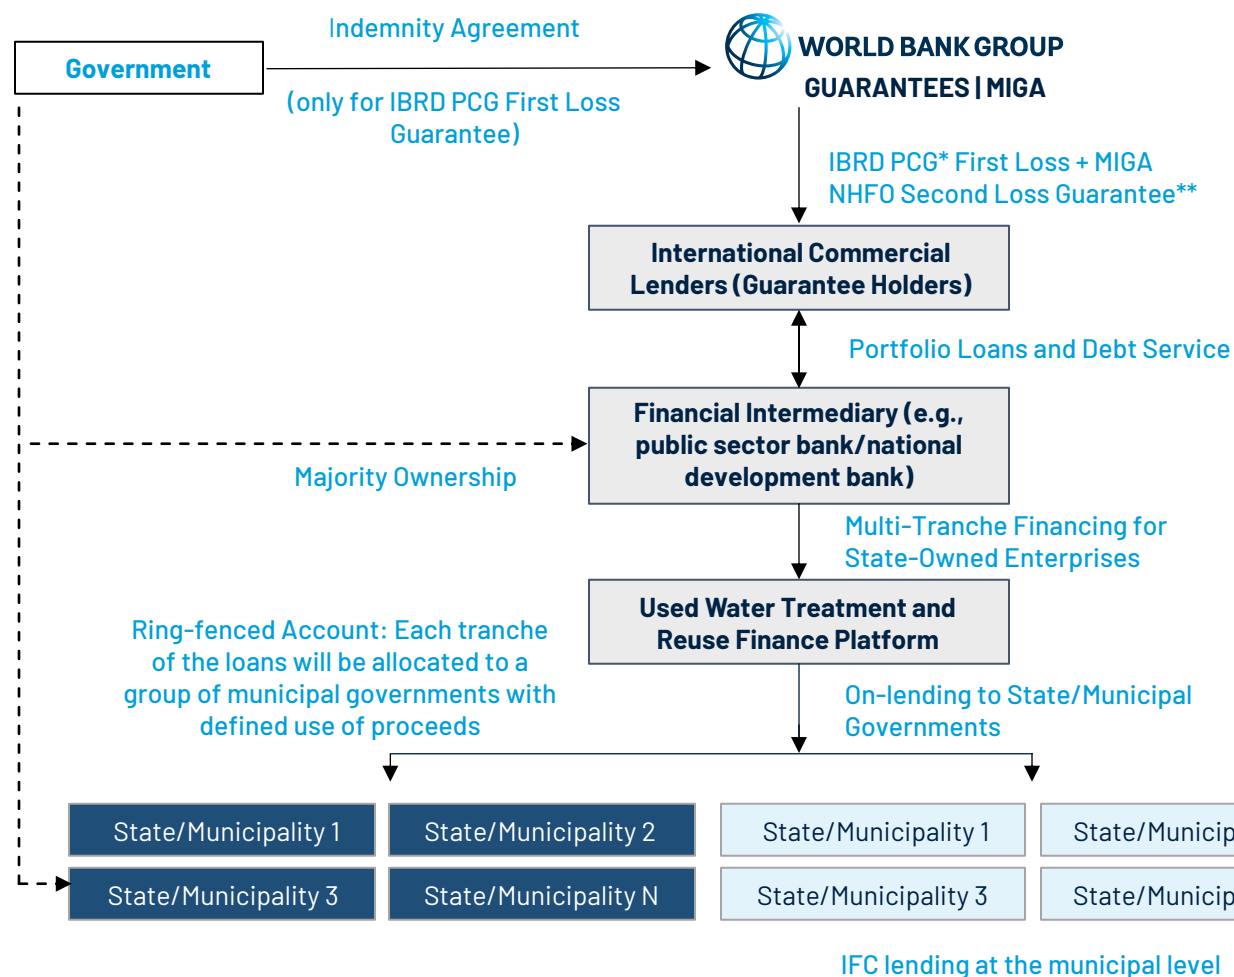 Indemnity Agreement
Government
WORLD BANK GROUP
GUARANTEES | MIGA
(only for IBRD PCG First Loss
Guarantee)
IBRD PCG* First Loss + MIGA
NHFO Second Loss Guarantee**
International Commercial
Lenders (Guarantee Holders)
Portfolio Loans and Debt Service
Financial Intermediary (e.g.,
public sector bank/national
development bank)
Majority Ownership
Multi-Tranche Financing for
State-Owned Enterprises
Used Water Treatment and
Reuse Finance Platform
Ring-fenced Account: Each tranche
of the loans will be allocated to a
group of municipal governments with
defined use of proceeds
On-lending to State/Municipal
Governments
State/Municipality 1
State/Municipality 2
State/Municipality 1
State/Municip
State/Municipality 3
State/Municipality N
State/Municipality 3
State/Municip
IFC lending at the municipal level